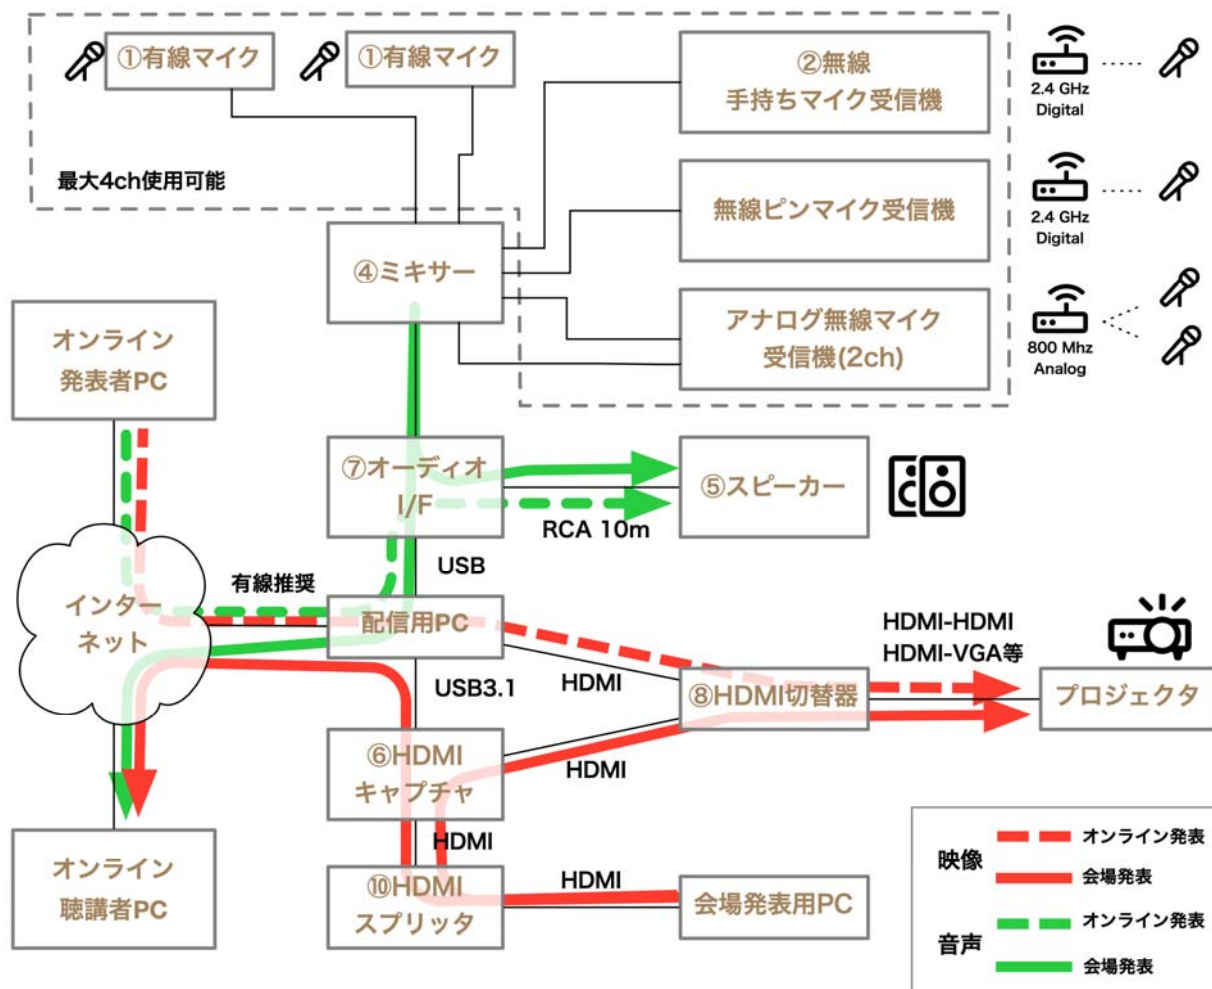 ①有線マイク
①有線マイク
②無線
手持ちマイク受信機
2.4 GHz
Digital
最大4ch使用可能
無線ピンマイク受信機
2.4 GHz
Digital
④ミキサー
アナログ無線マイク
受信機(2ch)
800 Mhz
Analog
オンライン
発表者PC
⑦オーディオ
I/F
⑤スピーカー
RCA 10m
USB
有線推奨
インター
ネット
配信用PC
HDMI-HDMI
HDMI-VGA等
USB3.1
HDMI
⑧HDMI切替器
プロジェクタ
⑥HDMI
キャプチャ
HDMI
HDMI
オンライン
聴講者PC
⑩HDMI
スプリッタ
HDMI
会場発表用PC
映像
オンライン発表
会場発表
音声
オンライン発表
会場発表